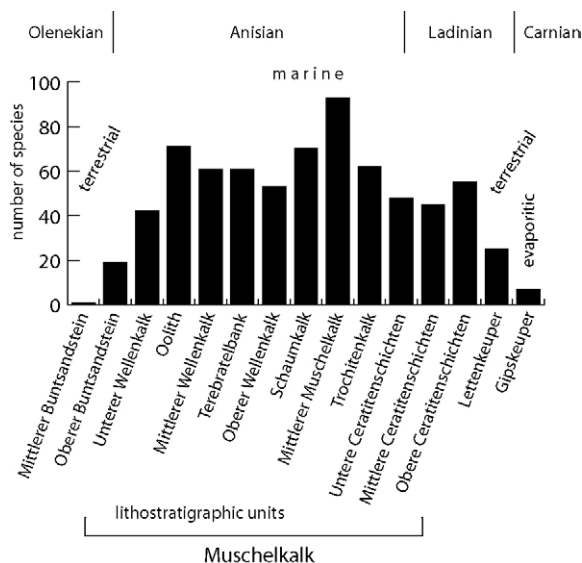 Olenekian Anisian Ladinian Carnian
marine
number of species
100
80
60
40
20
0
terrestrial
terrestrial
evaporitic
Mittlerer Buntsandstein
Oberer Buntsandstein
Unterer Wellenkalk
Oolith
Mittlerer Wellenkalk
Terebratelbank
Oberer Wellenkalk
Schaumkalk
Mittlerer Muschelkalk
Trochitenkalk
Untere Ceratitenschichten
Mittlere Ceratitenschichten
Obere Ceratitenschichten
Lettenkeuper
Gipskeuper
lithostratigraphic units
Muschelkalk